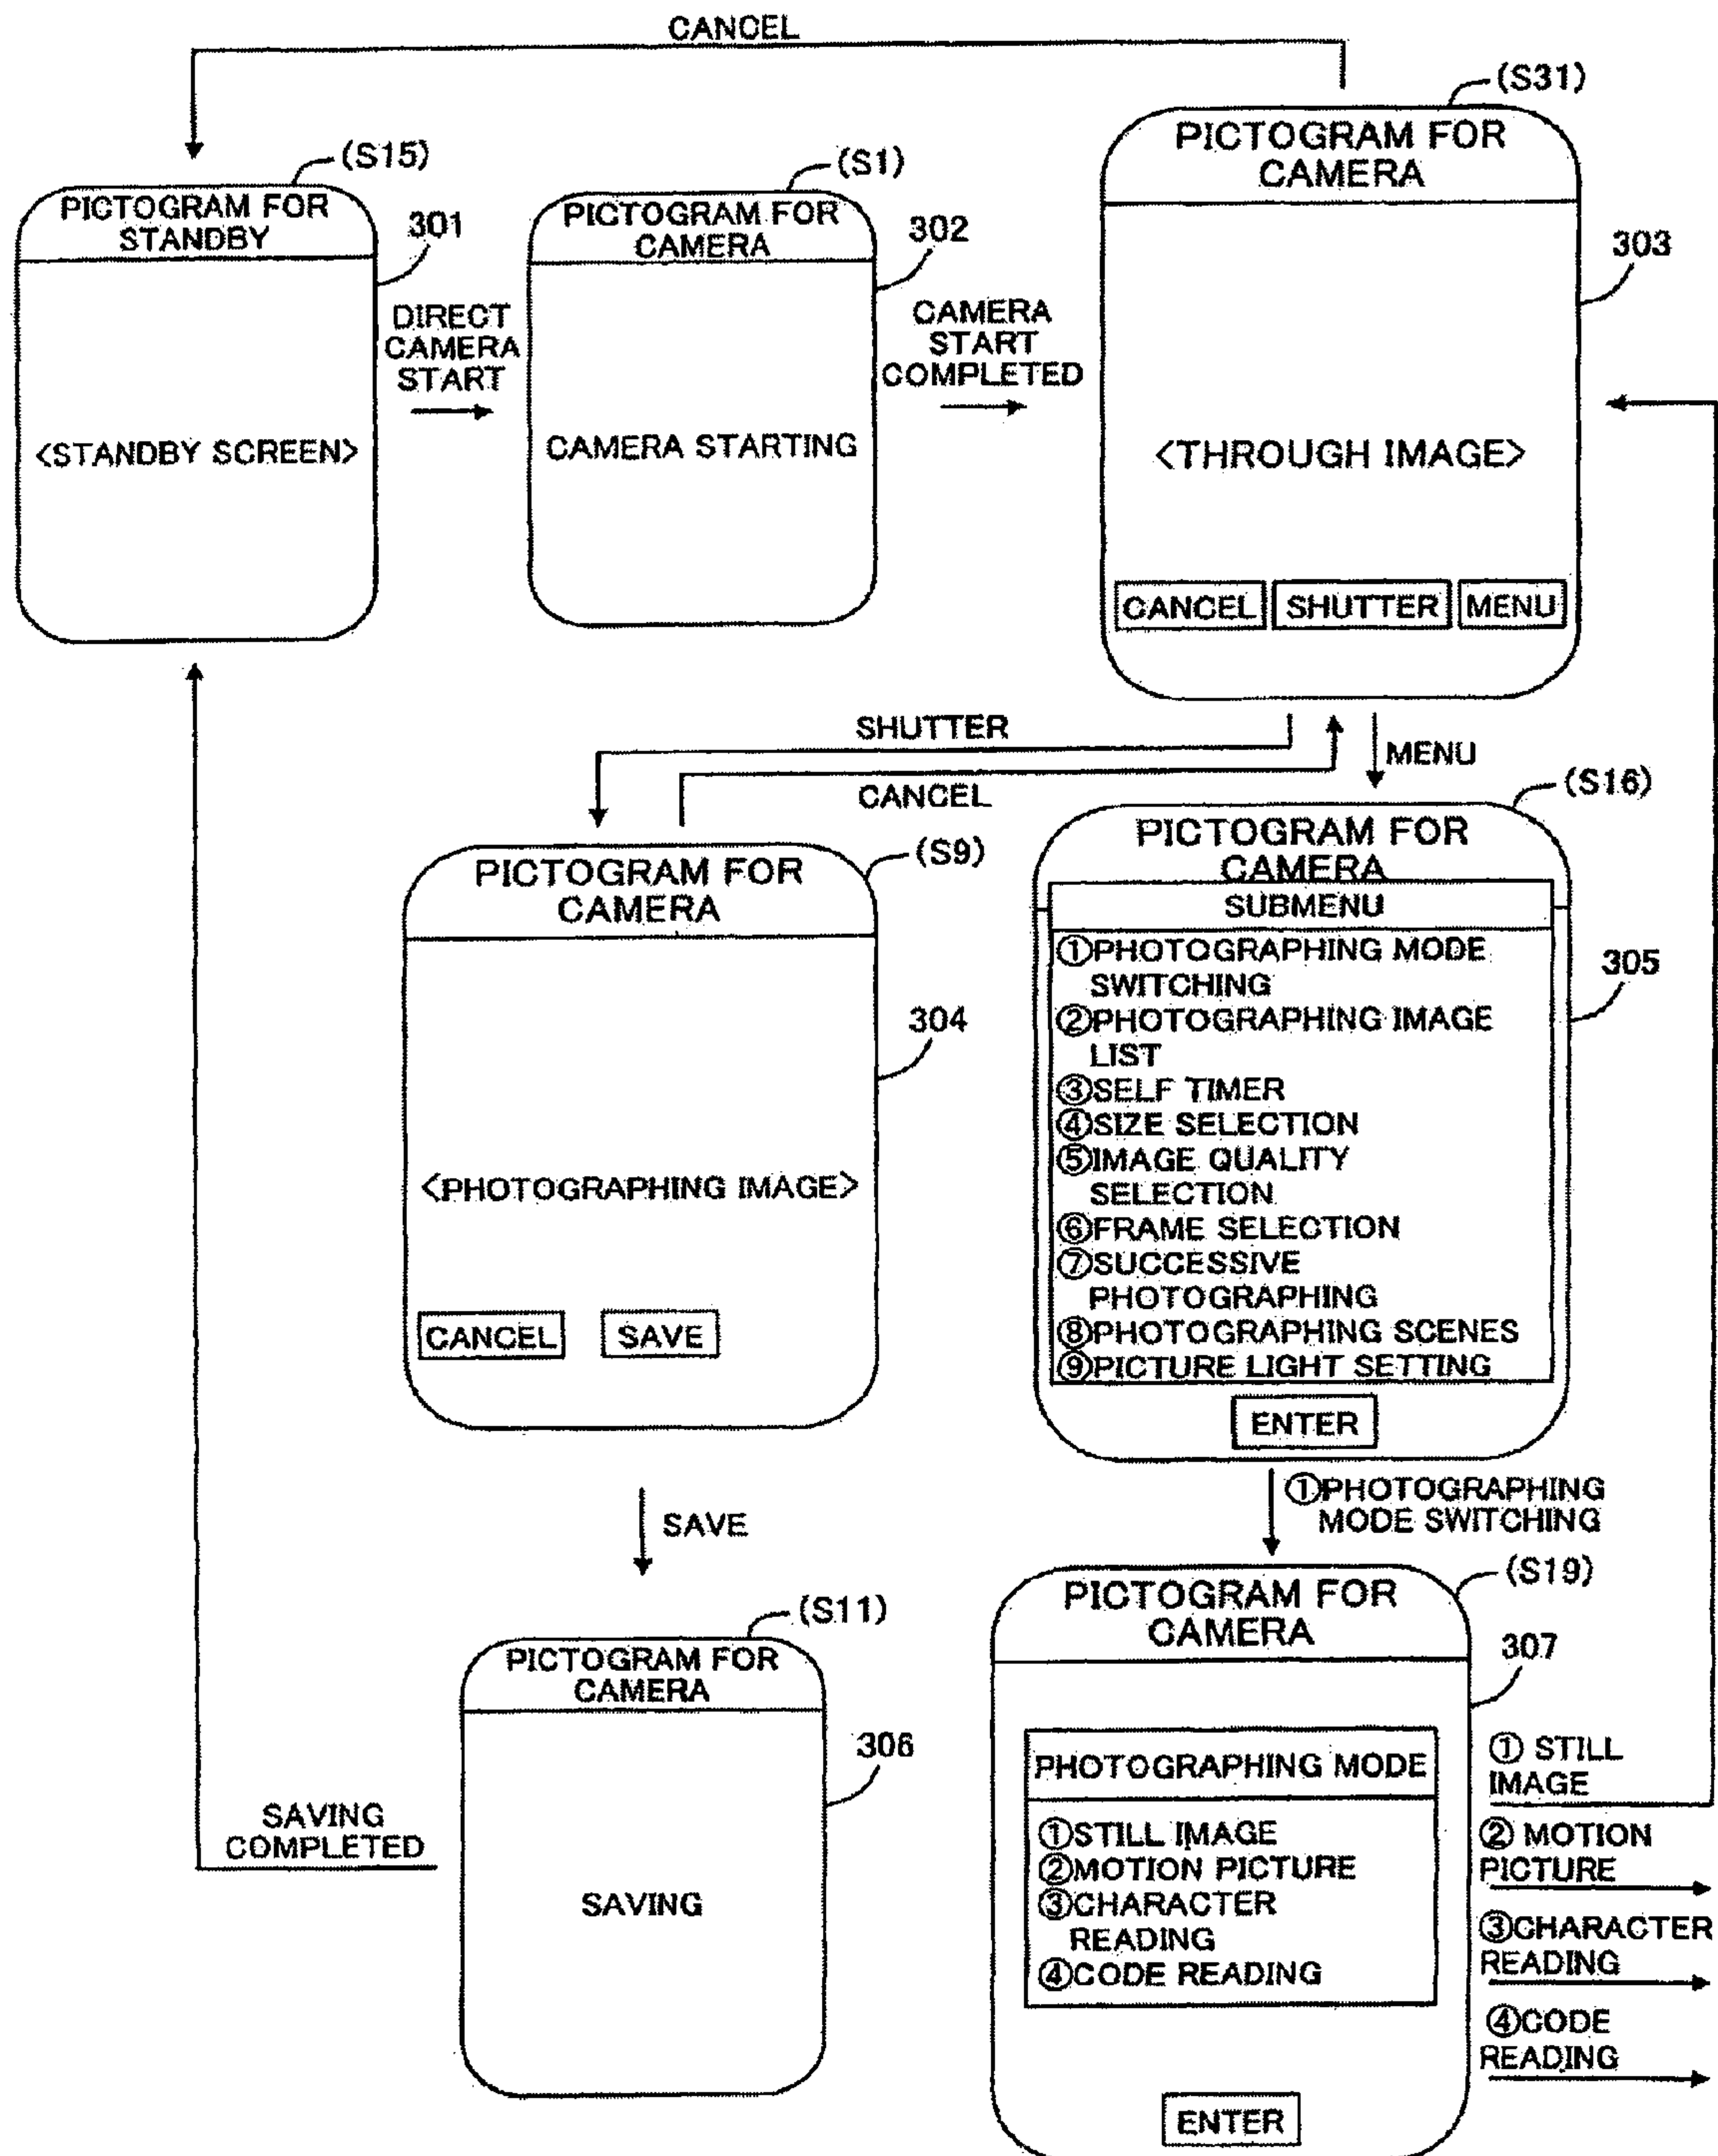 CANCEL
(S15)
PICTOGRAM FOR
STANDBY
301
<STANDBY SCREEN>
DIRECT
CAMERA
START
(S1)
PICTOGRAM FOR
CAMERA
302
CAMERA STARTING
CAMERA
START
COMPLETED
(S31)
PICTOGRAM FOR
CAMERA
303
<THROUGH IMAGE>
CANCEL SHUTTER MENU
SHUTTER
CANCEL
MENU
(S9)
PICTOGRAM FOR
CAMERA
304
<PHOTOGRAPHING IMAGE>
CANCEL SAVE
(S16)
PICTOGRAM FOR
CAMERA
SUBMENU
305
①PHOTOGRAPHING MODE
SWITCHING
②PHOTOGRAPHING IMAGE
LIST
③SELF TIMER
④SIZE SELECTION
⑤IMAGE QUALITY
SELECTION
⑥FRAME SELECTION
⑦SUCCESSIVE
PHOTOGRAPHING
⑧PHOTOGRAPHING SCENES
⑨PICTURE LIGHT SETTING
ENTER
SAVE
①PHOTOGRAPHING
MODE SWITCHING
(S11)
PICTOGRAM FOR
CAMERA
306
SAVING
SAVING
COMPLETED
(S19)
PICTOGRAM FOR
CAMERA
307
PHOTOGRAPHING MODE
①STILL IMAGE
②MOTION PICTURE
③CHARACTER
READING
④CODE READING
ENTER
① STILL
IMAGE
② MOTION
PICTURE
③CHARACTER
READING
④CODE
READING